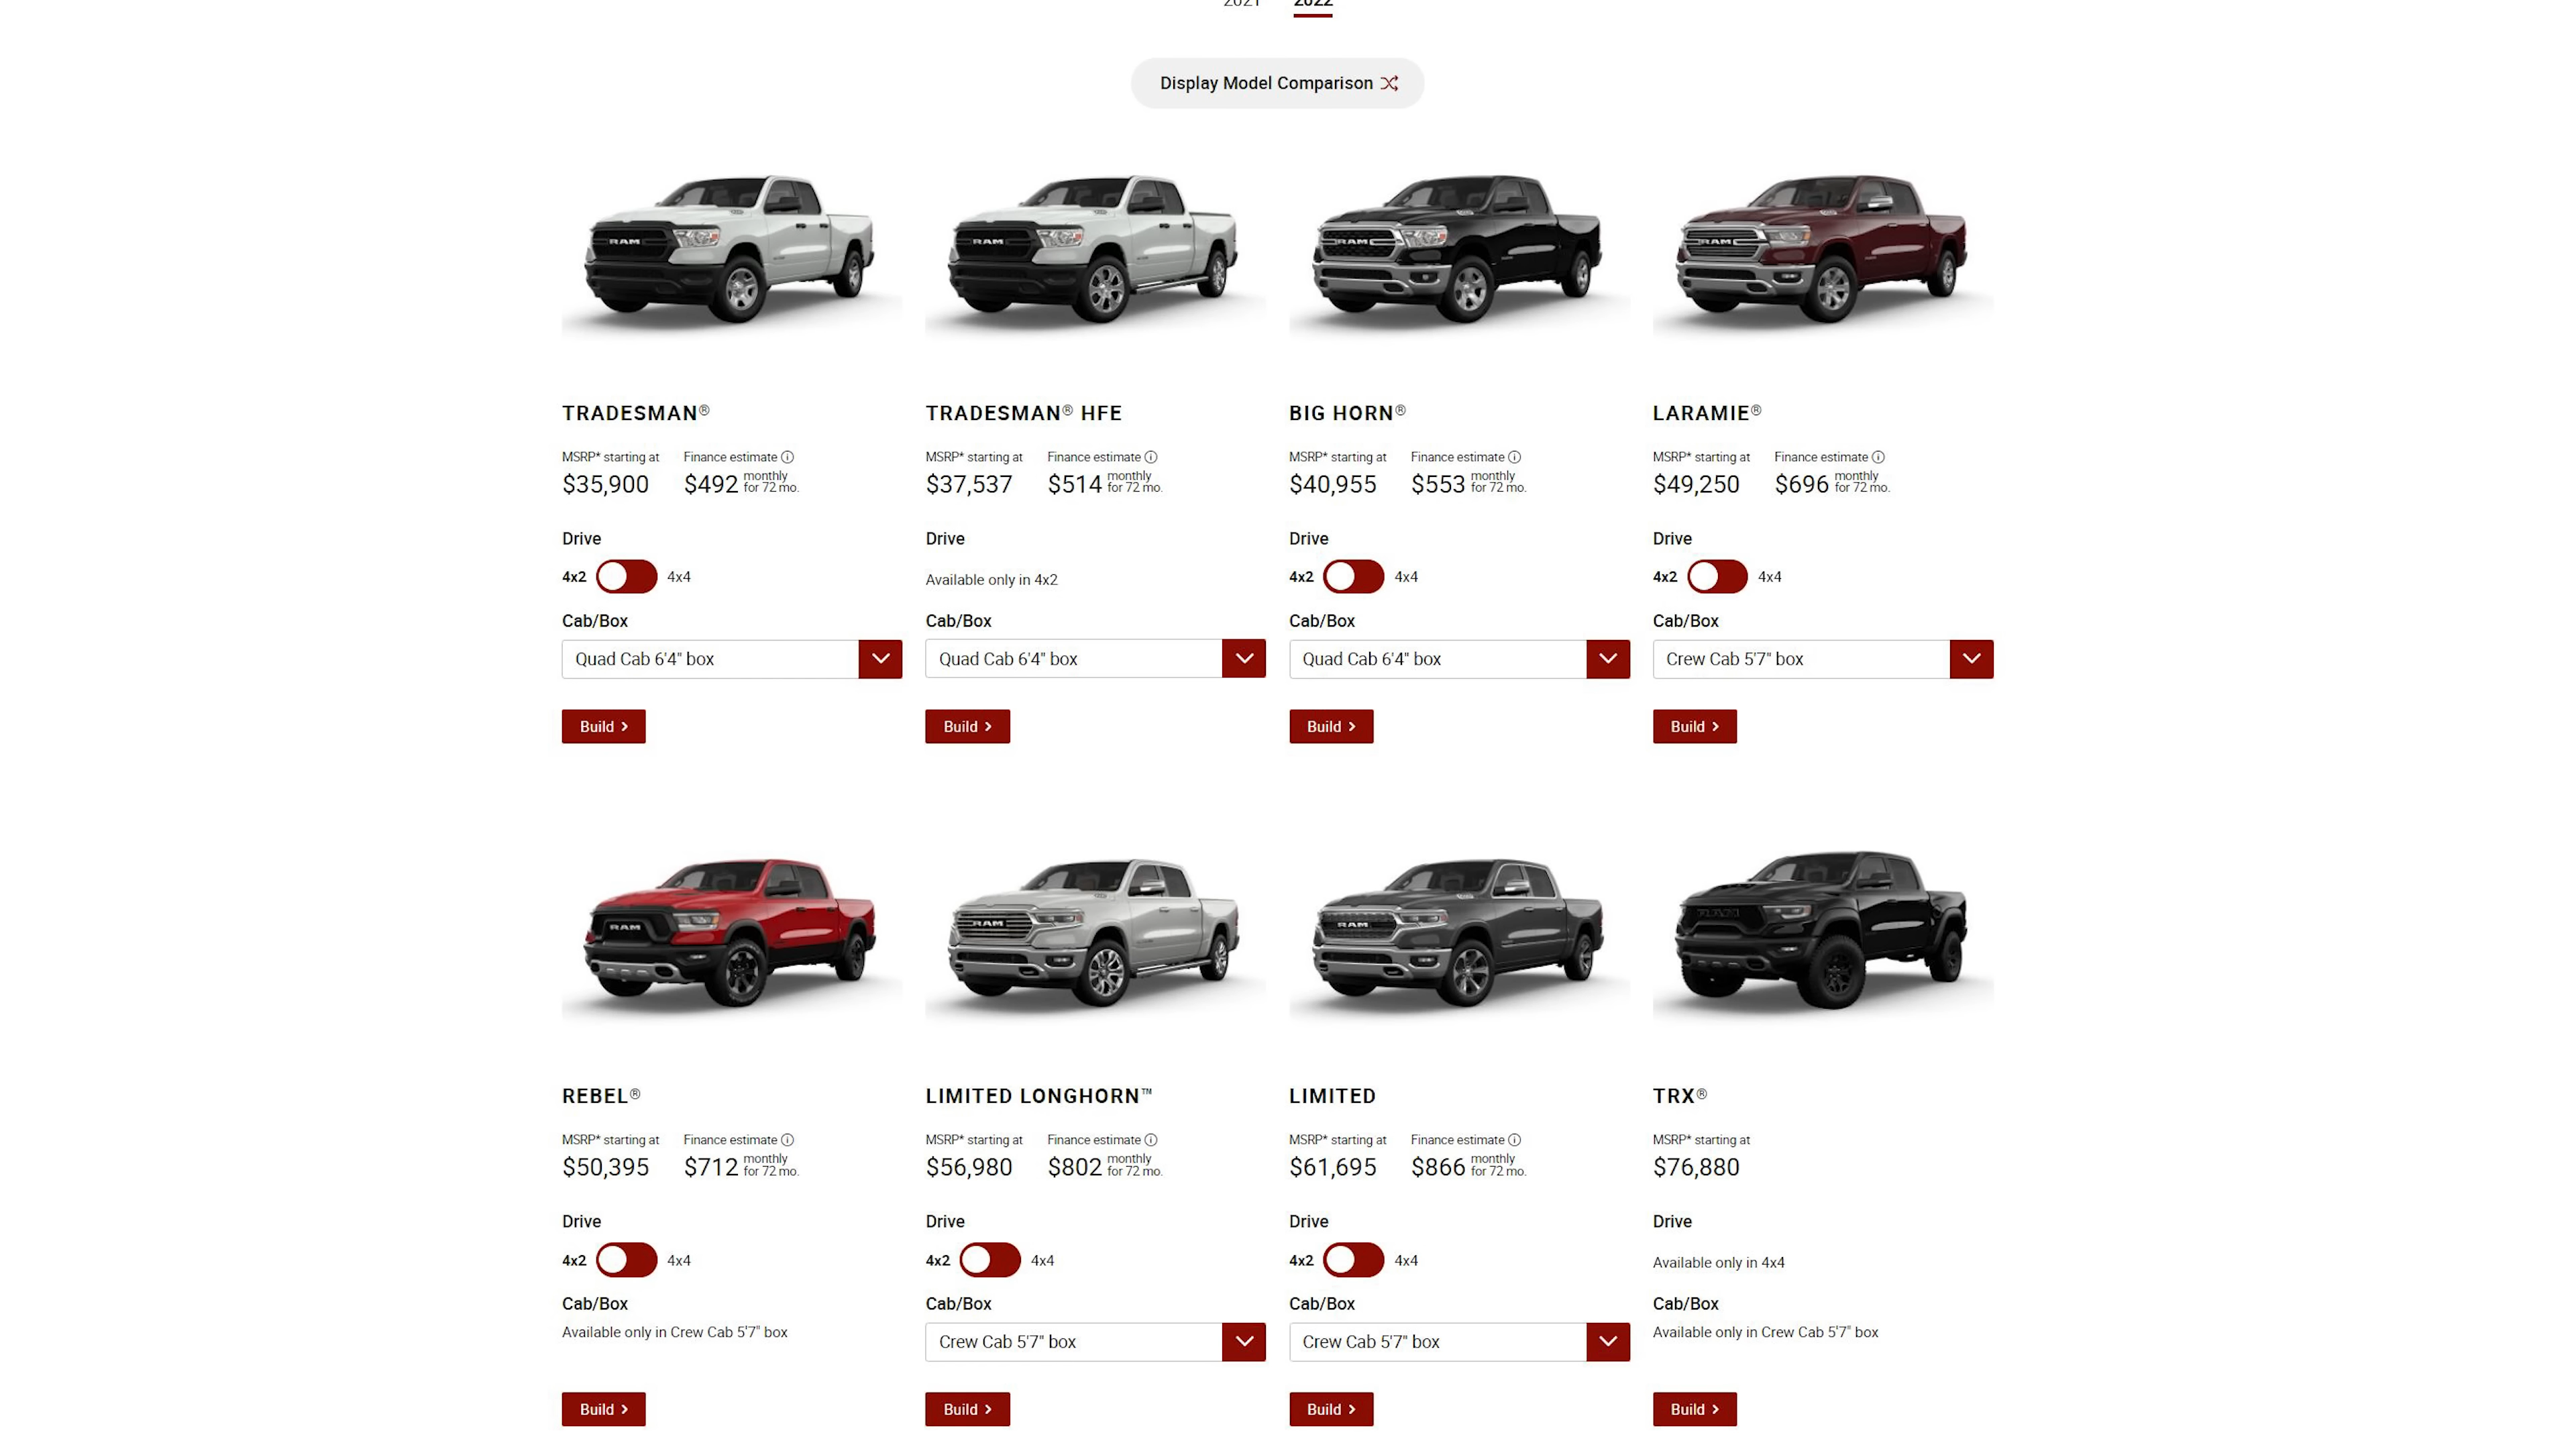 2021 2022
Display Model Comparison
RAM RAM RAM RAM
TRADESMAN® TRADESMAN® HFE BIG HORN® LARAMIE®
MSRP* starting at Finance estimate MSRP* starting at Finance estimate MSRP* starting at Finance estimate MSRP* starting at Finance estimate
$35,900 $492 monthly for 72 mo. $37,537 $514 monthly for 72 mo. $40,955 $553 monthly for 72 mo. $49,250 $696 monthly for 72 mo.
Drive Drive Drive Drive
4x2 4x4 Available only in 4x2 4x2 4x4 4x2 4x4
Cab/Box Cab/Box Cab/Box Cab/Box
Quad Cab 6'4" box Quad Cab 6'4" box Quad Cab 6'4" box Crew Cab 5'7" box
Build Build Build Build
RAM RAM RAM RAM
REBEL® LIMITED LONGHORN™ LIMITED TRX®
MSRP* starting at Finance estimate MSRP* starting at Finance estimate MSRP* starting at Finance estimate MSRP* starting at
$50,395 $712 monthly for 72 mo. $56,980 $802 monthly for 72 mo. $61,695 $866 monthly for 72 mo. $76,880
Drive Drive Drive Drive
4x2 4x4 4x2 4x4 4x2 4x4 Available only in 4x4
Cab/Box Cab/Box Cab/Box Cab/Box
Available only in Crew Cab 5'7" box Crew Cab 5'7" box Crew Cab 5'7" box Available only in Crew Cab 5'7" box
Build Build Build Build